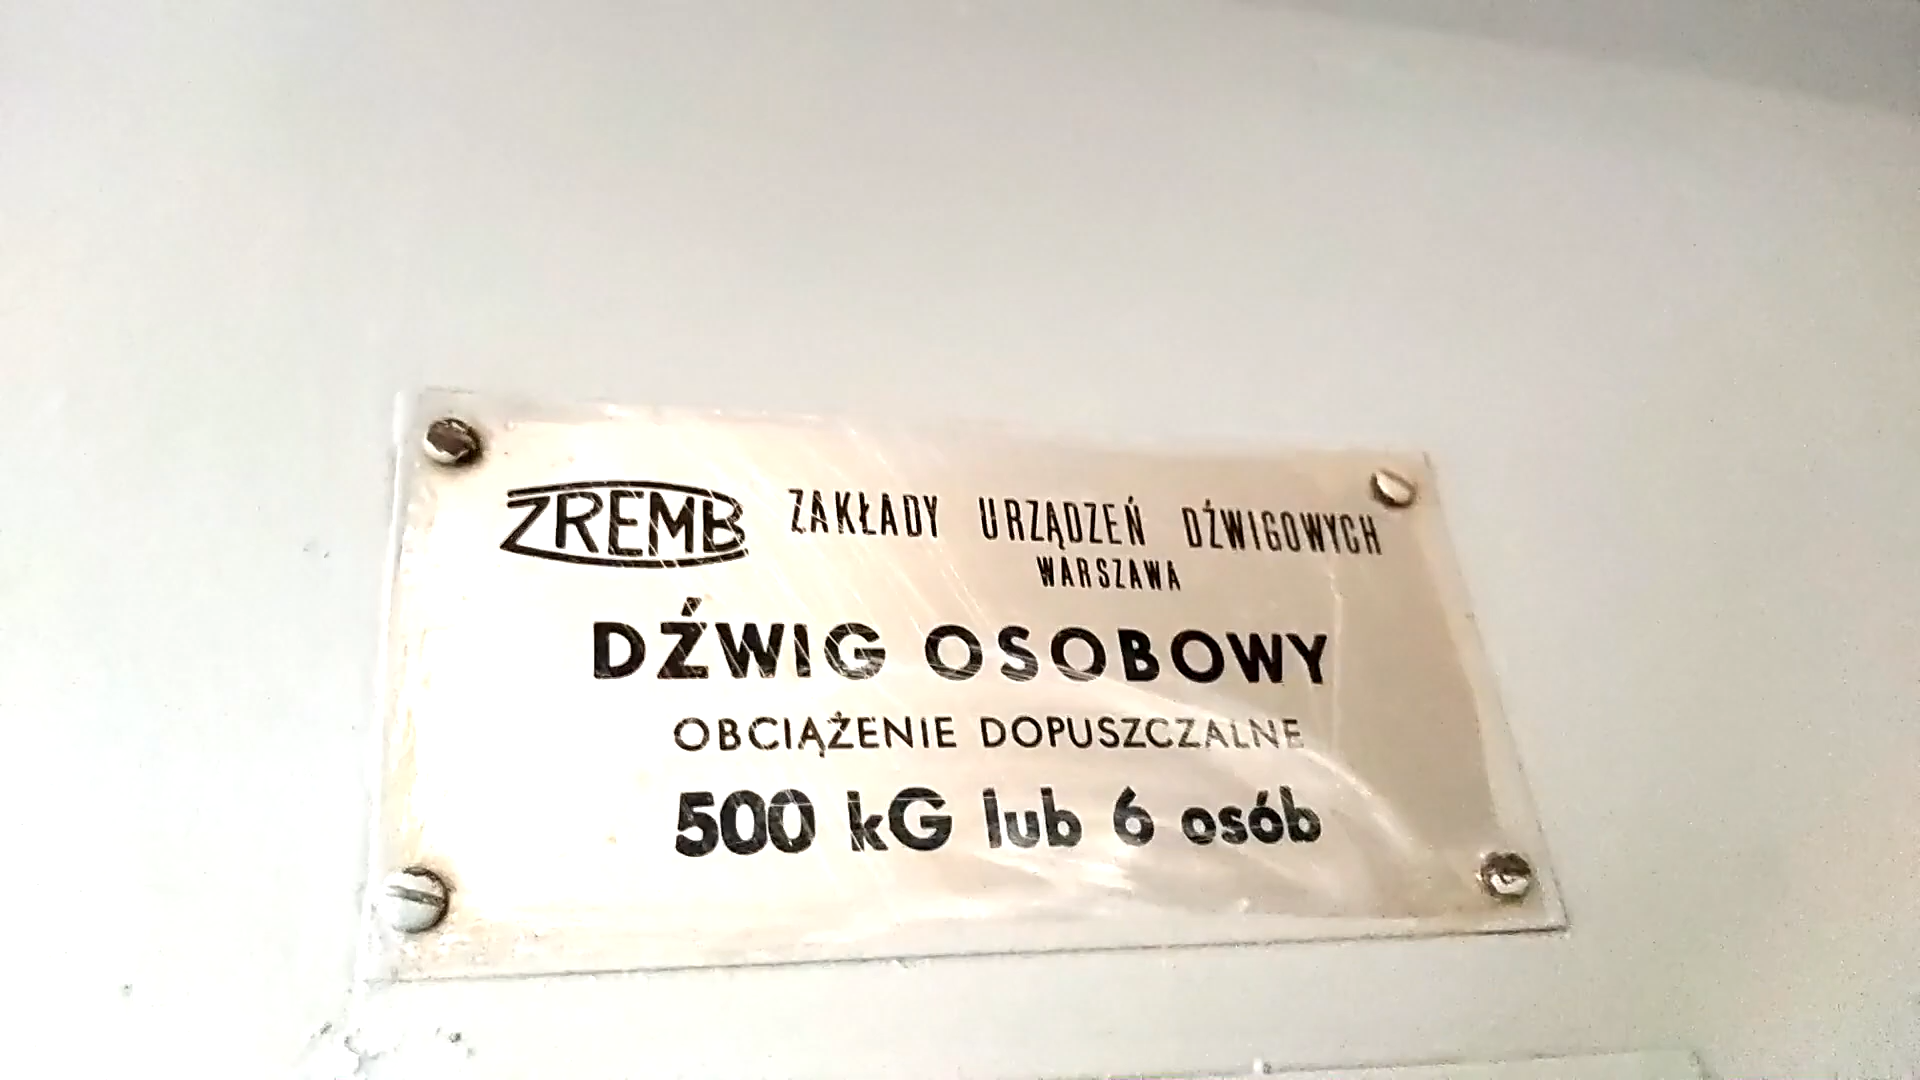 ZREMB ZAKŁADY URZĄDZEŃ DŹWIGOWYCH
WARSZAWA
DŹWIG OSOBOWY
OBCIĄŻENIE DOPUSZCZALNE
500 kG lub 6 osób